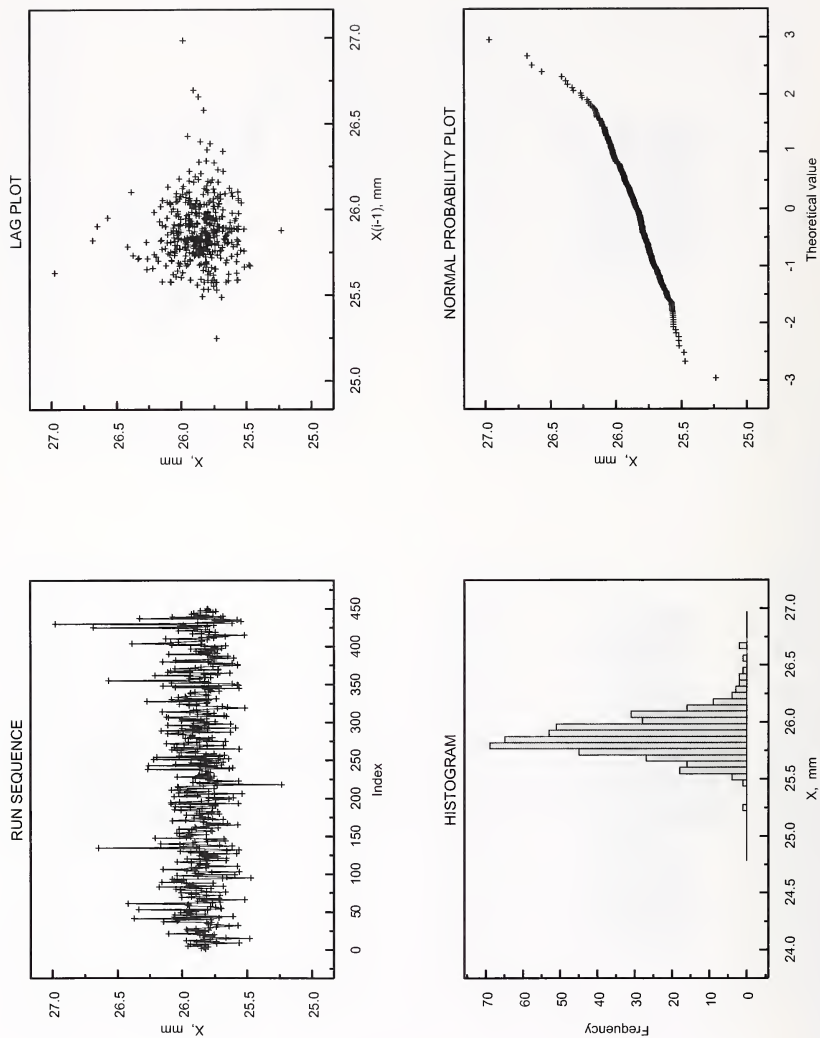 RUN SEQUENCE
X, mm
27.0
26.5
26.0
25.5
25.0
0 50 100 150 200 250 300 350 400 450
Index
LAG PLOT
X, mm
27.0
26.5
26.0
25.5
25.0
25.0 25.5 26.0 26.5 27.0
X(i-1), mm
HISTOGRAM
Frequency
70
60
50
40
30
20
10
0
24.0 24.5 25.0 25.5 26.0 26.5 27.0
X, mm
NORMAL PROBABILITY PLOT
X, mm
27.0
26.5
26.0
25.5
25.0
-3 -2 -1 0 1 2 3
Theoretical value